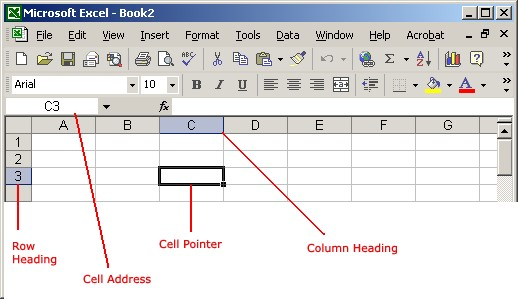 Microsoft Excel - Book2
File Edit View Insert Format Tools Data Window Help Acrobat
Arial 10 B I U
C3 fx
A B C D E F G
1
2
3
Row Heading
Cell Address
Cell Pointer
Column Heading